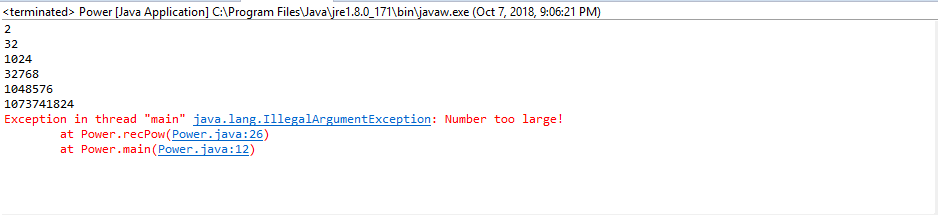 <terminated> Power [Java Application] C:\Program Files\Java\jre1.8.0_171\bin\javaw.exe (Oct 7, 2018, 9:06:21 PM)
2
32
1024
32768
1048576
1073741824
Exception in thread "main" java.lang.IllegalArgumentException: Number too large!
        at Power.recPow(Power.java:26)
        at Power.main(Power.java:12)